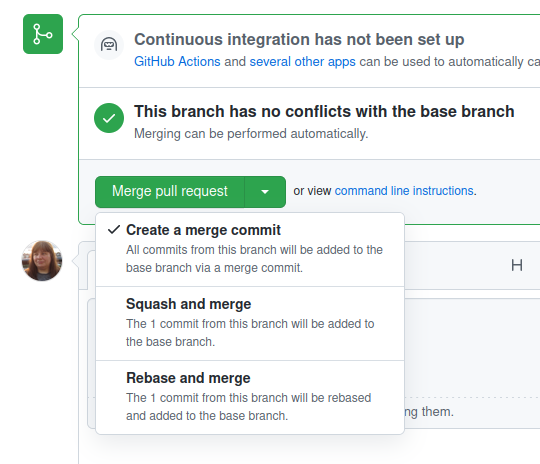 Continuous integration has not been set up
GitHub Actions and several other apps can be used to automatically ca
This branch has no conflicts with the base branch
Merging can be performed automatically.
Merge pull request
or view command line instructions.
Create a merge commit
All commits from this branch will be added to the
base branch via a merge commit.
H
Squash and merge
The 1 commit from this branch will be added to
the base branch.
Rebase and merge
The 1 commit from this branch will be rebased
and added to the base branch.
ng them.